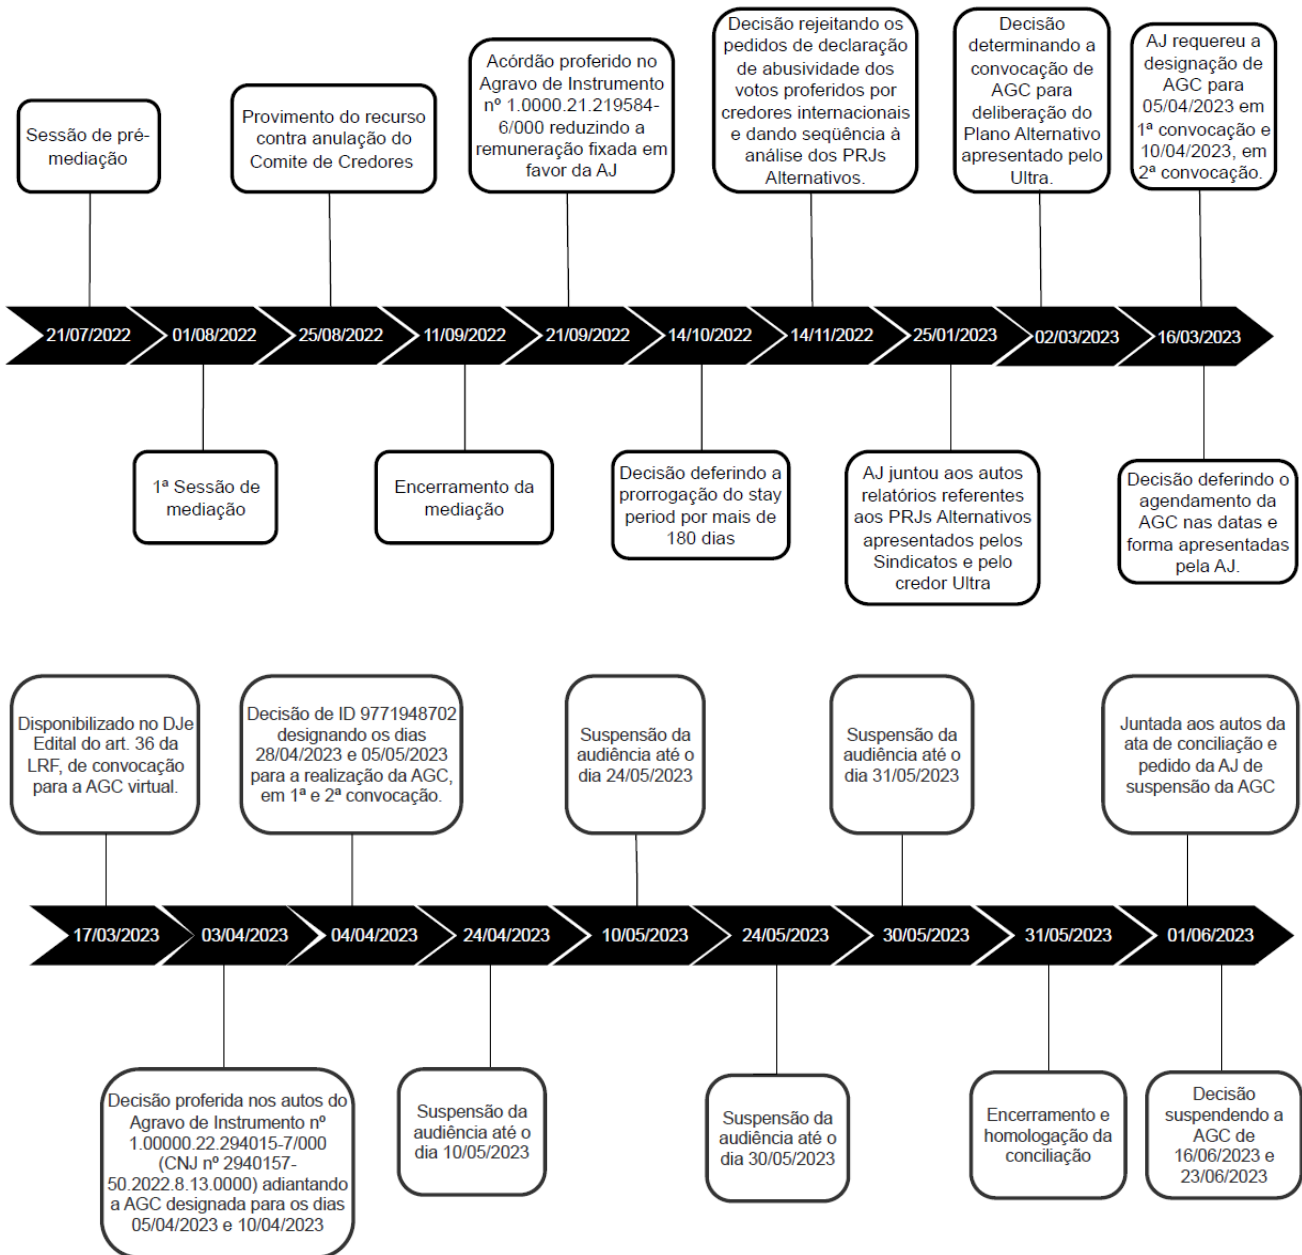 Sessão de pré-
mediação
Provimento do recurso
contra anulação do
Comite de Credores
Acórdão proferido no
Agravo de Instrumento
nº 1.0000.21.219584-
6/000 reduzindo a
remuneração fixada em
favor da AJ
Decisão rejeitando os
pedidos de declaração
de abusividade dos
votos proferidos por
credores internacionais
e dando seqüência à
análise dos PRJs
Alternativos.
Decisão
determinando a
convocação de
AGC para
deliberação do
Plano Alternativo
apresentado pelo
Ultra.
AJ requereu a
designação de
AGC para
05/04/2023 em
1ª convocação e
10/04/2023, em
2ª convocação.
21/07/2022
01/08/2022
25/08/2022
11/09/2022
21/09/2022
14/10/2022
14/11/2022
25/01/2023
02/03/2023
16/03/2023
1ª Sessão de
mediação
Encerramento da
mediação
Decisão deferindo a
prorrogação do stay
period por mais de
180 dias
AJ juntou aos autos
relatórios referentes
aos PRJs Alternativos
apresentados pelos
Sindicatos e pelo
credor Ultra
Decisão deferindo o
agendamento da
AGC nas datas e
forma apresentadas
pela AJ.
Disponibilizado no DJe
Edital do art. 36 da
LRF, de convocação
para a AGC virtual.
Decisão de ID 9771948702
designando os dias
28/04/2023 e 05/05/2023
para a realização da AGC,
em 1ª e 2ª convocação.
Suspensão da
audiência até o
dia 24/05/2023
Suspensão da
audiência até o
dia 31/05/2023
Juntada aos autos da
ata de conciliação e
pedido da AJ de
suspensão da AGC
17/03/2023
03/04/2023
04/04/2023
24/04/2023
10/05/2023
24/05/2023
30/05/2023
31/05/2023
01/06/2023
Decisão proferida nos autos do
Agravo de Instrumento nº
1.00000.22.294015-7/000
(CNJ nº 2940157-
50.2022.8.13.0000) adiantando
a AGC designada para os dias
05/04/2023 e 10/04/2023
Suspensão da
audiência até o
dia 10/05/2023
Suspensão da
audiência até o
dia 30/05/2023
Encerramento e
homologação da
conciliação
Decisão
suspendendo a
AGC de
16/06/2023 e
23/06/2023